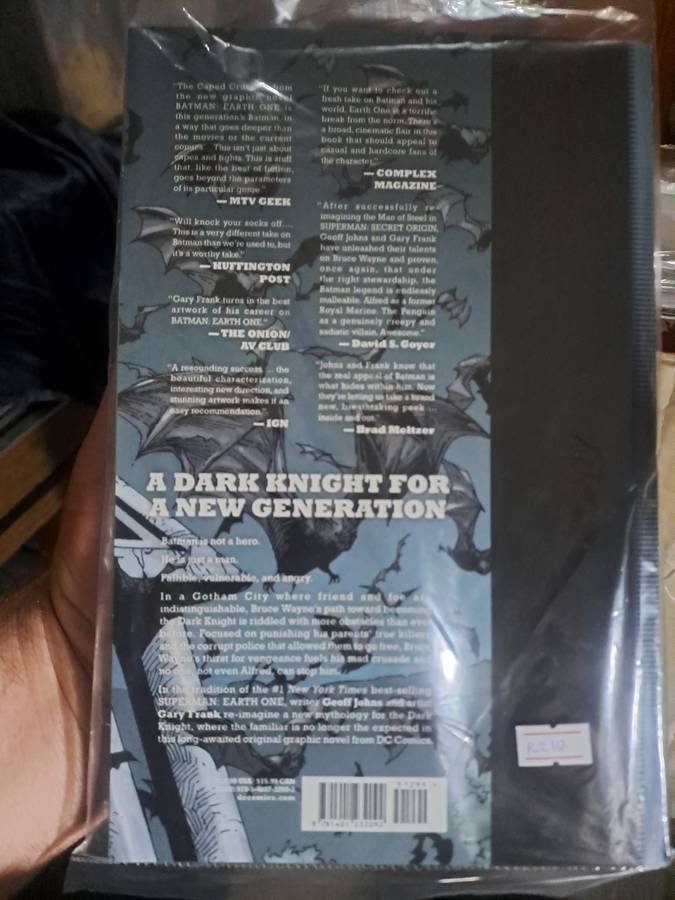 "The Caped Crusader from
the new graphic novel
BATMAN: EARTH ONE is
this generation's Batman, in
a way that goes deeper than
the movies or the current
comics... This isn't just about
capes and tights. This is stuff
that, like the best of fiction,
goes beyond the parameters
of its particular genre."
—MTV GEEK
"Will knock your socks off....
This is a very different take on
Batman than we're used to, but
it's a worthy take."
—HUFFINGTON
POST
"Gary Frank turns in the best
artwork of his career on
BATMAN: EARTH ONE."
—THE ONION/
AV CLUB
"A resounding success ... the
beautiful characterization,
interesting new direction, and
stunning artwork makes it an
easy recommendation."
—IGN
"If you want to check out a
fresh take on Batman and his
world, Earth One is a terrific
break from the norm. There's
a broad, cinematic flair in this
book that should appeal to
casual and hardcore fans of
the character."
—COMPLEX
MAGAZINE
"After successfully re-
imagining the Man of Steel in
SUPERMAN: SECRET ORIGIN,
Geoff Johns and Gary Frank
have unleashed their talents
on Bruce Wayne and proven,
once again, that under
the right stewardship, the
Batman legend is endlessly
malleable. Alfred as a former
Royal Marine. The Penguin
as a genuinely creepy and
sadistic villain. Awesome."
—David S. Goyer
"Johns and Frank know that
the real appeal of Batman is
what hides within him. Now
they're letting us take a brand
new, breathtaking peek ...
inside and out."
—Brad Meltzer
A DARK KNIGHT FOR
A NEW GENERATION
Batman is not a hero.
He is just a man.
Fallible, vulnerable, and angry.
In a Gotham City where friend and foe are
indistinguishable, Bruce Wayne's path toward becoming
the Dark Knight is riddled with more obstacles than ever
before. Focused on punishing his parents' true killers
and the corrupt police that allowed them to go free, Bruce
Wayne's thirst for vengeance fuels his mad crusade and
no one, not even Alfred, can stop him.
In the tradition of the #1 New York Times best-selling
SUPERMAN: EARTH ONE, writer Geoff Johns and artist
Gary Frank re-imagine a new mythology for the Dark
Knight, where the familiar is no longer the expected in
this long-awaited original graphic novel from DC Comics.
USA $15.99 CAN
dccomics.com
51299
9 781401 232092